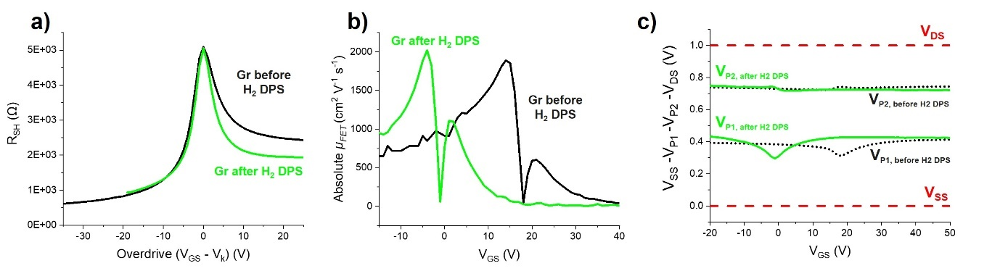 a)
5E+03
4E+03
3E+03
2E+03
1E+03
0E+00
R_SH (Ω)
Gr before
H₂ DPS
Gr after H₂ DPS
-30 -20 -10 0 10 20
Overdrive (V_GS - V_k) (V)
b)
Gr after H₂ DPS
2000
1500
1000
500
0
Absolute μ_FET (cm² V⁻¹ s⁻¹)
Gr before
H₂ DPS
-10 0 10 20 30 40
V_GS (V)
c)
V_DS
1.0
0.8
0.6
0.4
0.2
0.0
V_SS -V_P1 -V_P2 -V_DS (V)
V_P2, after H2 DPS
V_P2, before H2 DPS
V_P1, after H2 DPS
V_P1, before H2 DPS
V_SS
-20 -10 0 10 20 30 40 50
V_GS (V)